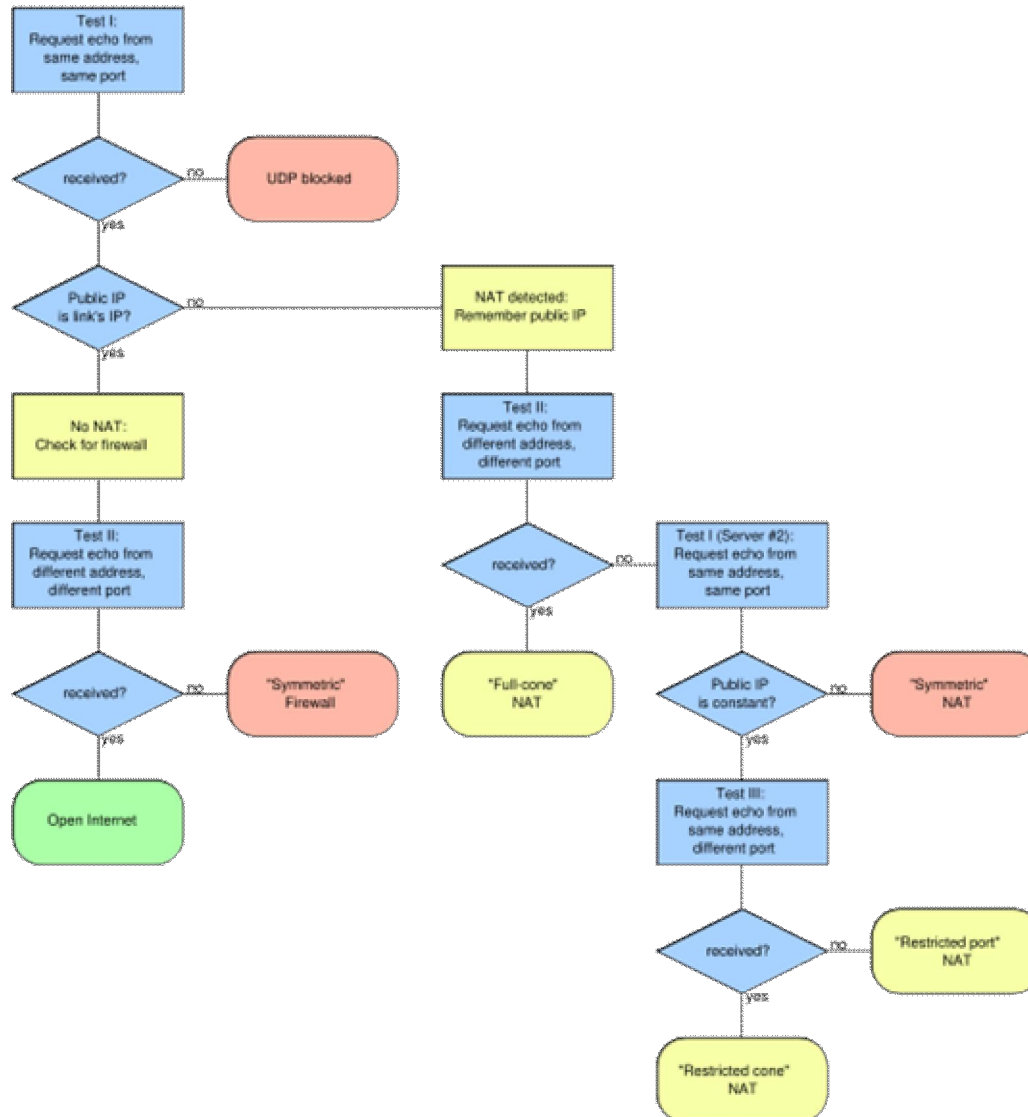 Test I:
Request echo from
same address,
same port
received?
no
UDP blocked
yes
Public IP
is link's IP?
no
NAT detected:
Remember public IP
yes
No NAT:
Check for firewall
Test II:
Request echo from
different address,
different port
Test II:
Request echo from
different address,
different port
received?
no
Test I (Server #2):
Request echo from
same address,
same port
yes
received?
no
"Symmetric"
Firewall
"Full-cone"
NAT
Public IP
is constant?
no
"Symmetric"
NAT
yes
yes
Open Internet
Test III:
Request echo from
same address,
different port
received?
no
"Restricted port"
NAT
yes
"Restricted cone"
NAT